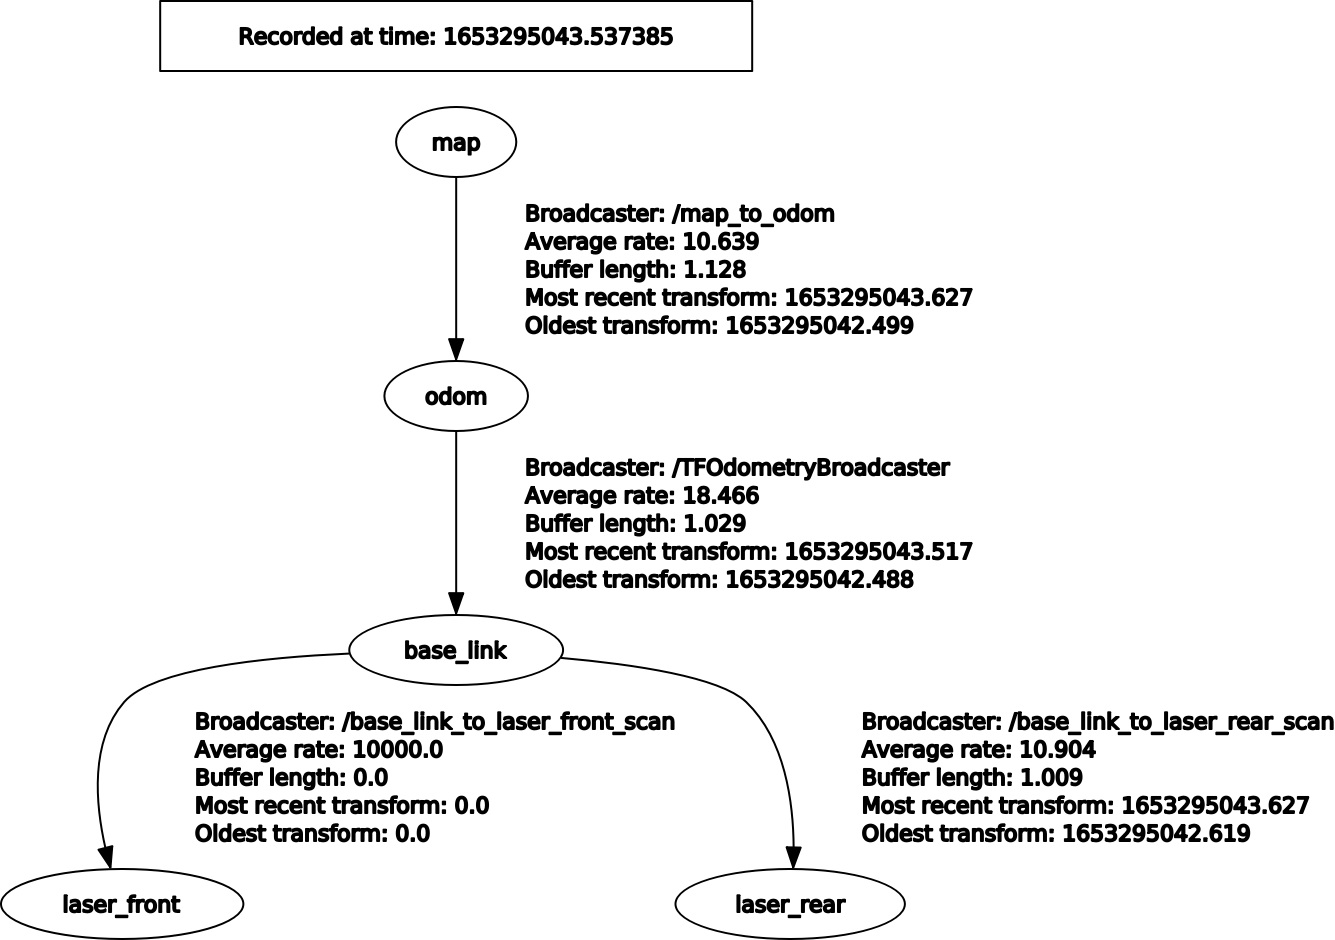 Recorded at time: 1653295043.537385
map
Broadcaster: /map_to_odom
Average rate: 10.639
Buffer length: 1.128
Most recent transform: 1653295043.627
Oldest transform: 1653295042.499
odom
Broadcaster: /TFOdometryBroadcaster
Average rate: 18.466
Buffer length: 1.029
Most recent transform: 1653295043.517
Oldest transform: 1653295042.488
base_link
Broadcaster: /base_link_to_laser_front_scan
Average rate: 10000.0
Buffer length: 0.0
Most recent transform: 0.0
Oldest transform: 0.0
Broadcaster: /base_link_to_laser_rear_scan
Average rate: 10.904
Buffer length: 1.009
Most recent transform: 1653295043.627
Oldest transform: 1653295042.619
laser_front
laser_rear